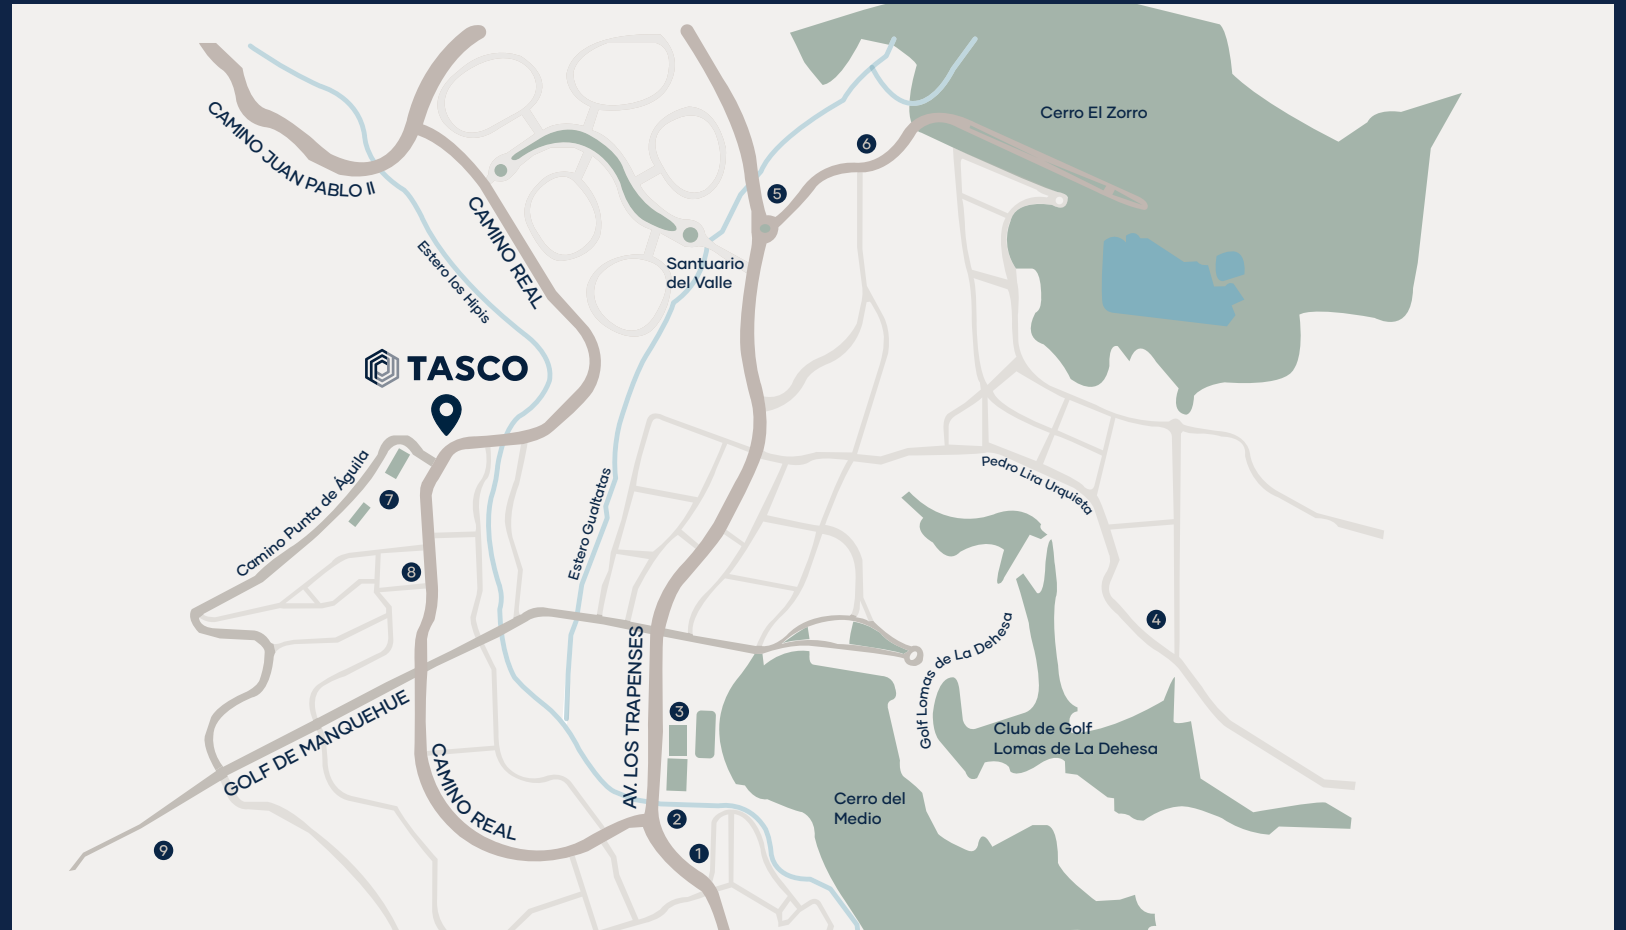 Cerro El Zorro
CAMINO JUAN PABLO II
6
5
CAMINO REAL
Estero los Hipis
Santuario
del Valle
TASCO
Camino Punta de Águila
7
Pedro Lira Urquieta
Estero Gualtatas
8
4
Golf Lomas de La Dehesa
AV. LOS TRAPENSES
3
GOLF DE MANQUEHUE
Club de Golf
Lomas de La Dehesa
CAMINO REAL
Cerro del
Medio
2
1
9